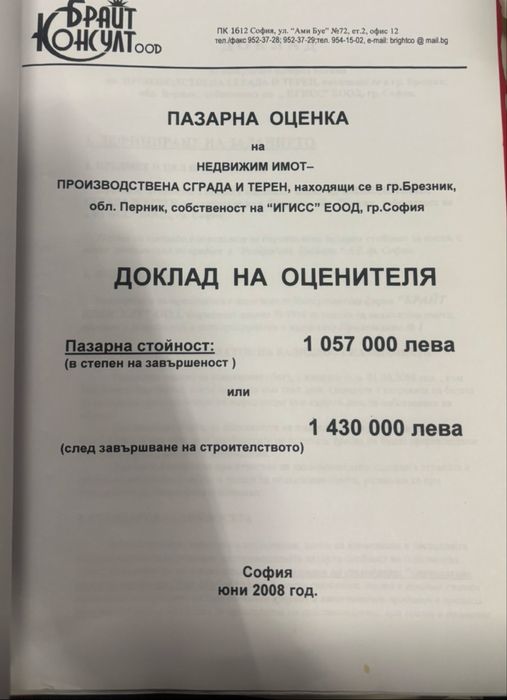 БРАЙТ
КОНСУЛТ ООД
ПК 1612 София, ул. "Ами Буе" №72, ет.2, офис 12
тел./факс 952-37-28; 952-37-29;тел. 954-15-02, e-mail: brightco @ mail.bg
ПАЗАРНА ОЦЕНКА
на
НЕДВИЖИМ ИМОТ–
ПРОИЗВОДСТВЕНА СГРАДА И ТЕРЕН, находящи се в гр.Брезник,
обл. Перник, собственост на "ИГИСС" ЕООД, гр.София
ДОКЛАД НА ОЦЕНИТЕЛЯ
Пазарна стойност: 1 057 000 лева
(в степен на завършеност )
или
1 430 000 лева
(след завършване на строителството)
София
юни 2008 год.